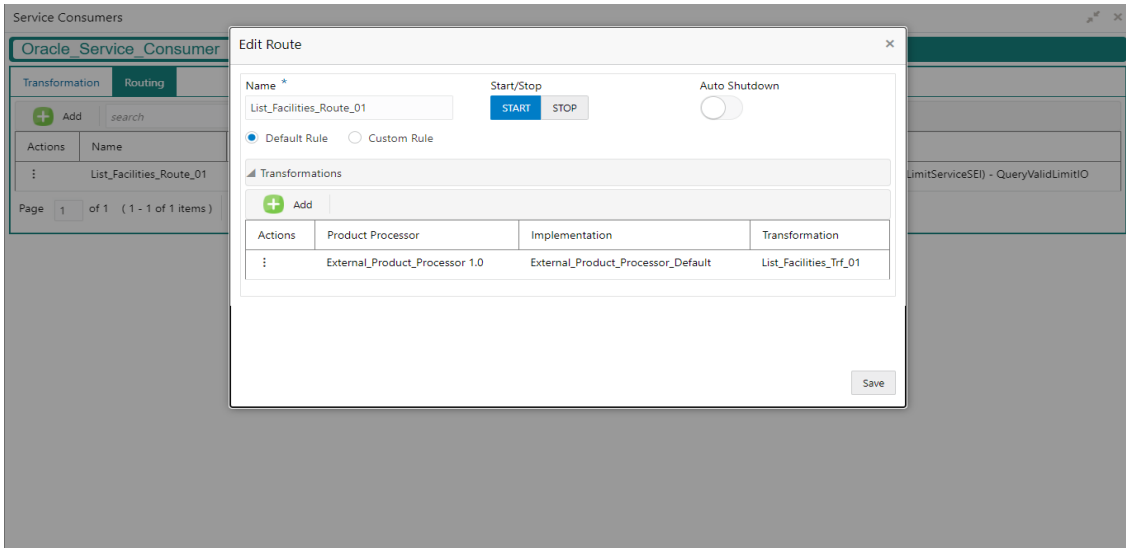 Service Consumers
Oracle_Service_Consumer
Transformation Routing
Add search
Actions Name
List_Facilities_Route_01 LimitServiceSEI) - QueryValidLimitIO
Page 1 of 1 (1 - 1 of 1 items)
Edit Route
Name * Start/Stop Auto Shutdown
List_Facilities_Route_01 START STOP
Default Rule Custom Rule
Transformations
Add
Actions Product Processor Implementation Transformation
External_Product_Processor 1.0 External_Product_Processor_Default List_Facilities_Trf_01
Save